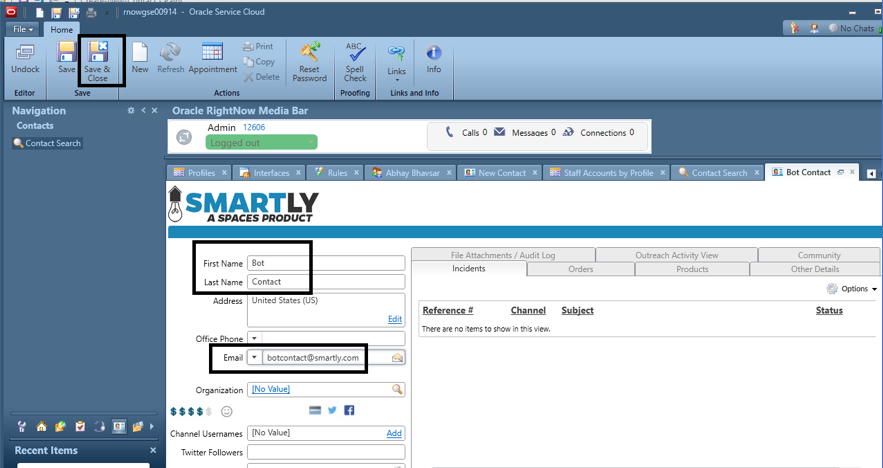 rnowgse00914 - Oracle Service Cloud
File Home No Chats
Undock Save Save & Close New Refresh Appointment Print Copy Delete Reset Password ABC Spell Check Links Info
Editor Save Actions Proofing Links and Info
Navigation
Contacts
Contact Search
Oracle RightNow Media Bar
Admin 12606
Logged out
Calls 0 Messages 0 Connections 0
Profiles Interfaces Rules Abhay Bhavsar New Contact Staff Accounts by Profile Contact Search Bot Contact
SMARTLY
A SPACES PRODUCT
First Name Bot
Last Name Contact
Address United States (US)
Edit
Office Phone
Email botcontact@smartly.com
Organization [No Value]
$ $ $ $ $
Channel Usernames [No Value] Add
Twitter Followers
File Attachments / Audit Log Outreach Activity View Community
Incidents Orders Products Other Details
Options
Reference # Channel Subject Status
There are no items to show in this view.
Recent Items